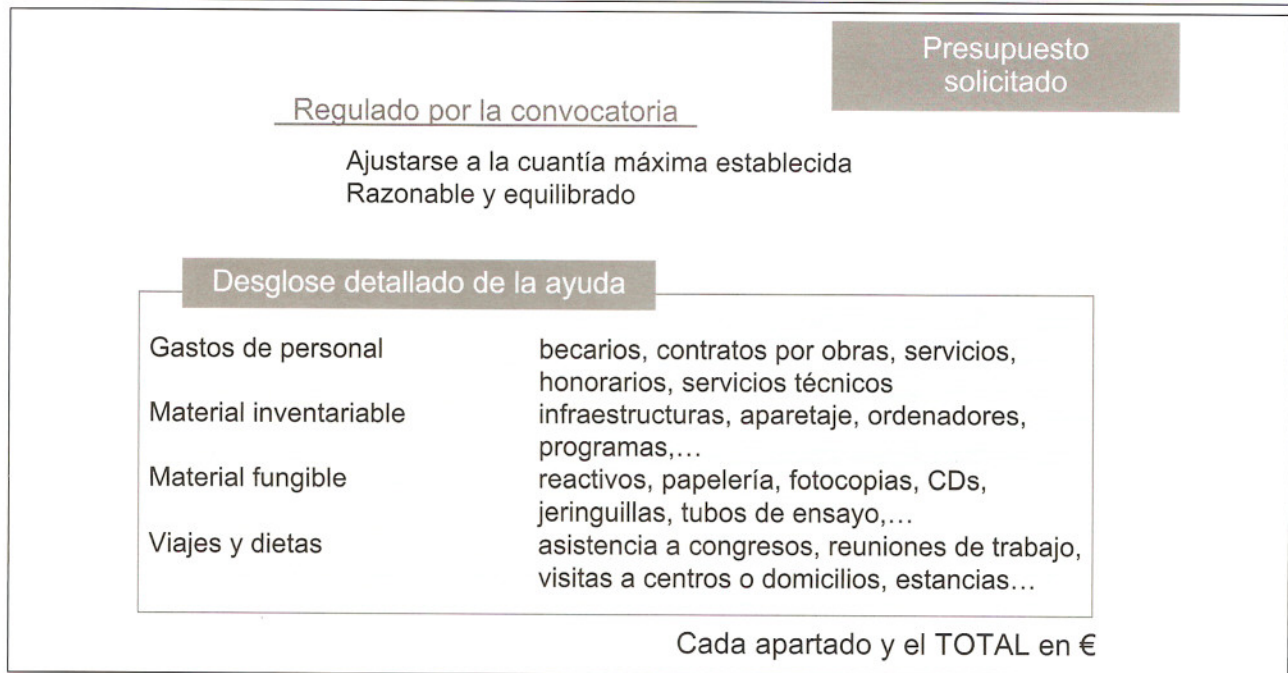 Presupuesto
solicitado
Regulado por la convocatoria
Ajustarse a la cuantía máxima establecida
Razonable y equilibrado
Desglose detallado de la ayuda
Gastos de personal becarios, contratos por obras, servicios,
honorarios, servicios técnicos
Material inventariable infraestructuras, aparetaje, ordenadores,
programas,...
Material fungible reactivos, papelería, fotocopias, CDs,
jeringuillas, tubos de ensayo,...
Viajes y dietas asistencia a congresos, reuniones de trabajo,
visitas a centros o domicilios, estancias...
Cada apartado y el TOTAL en €